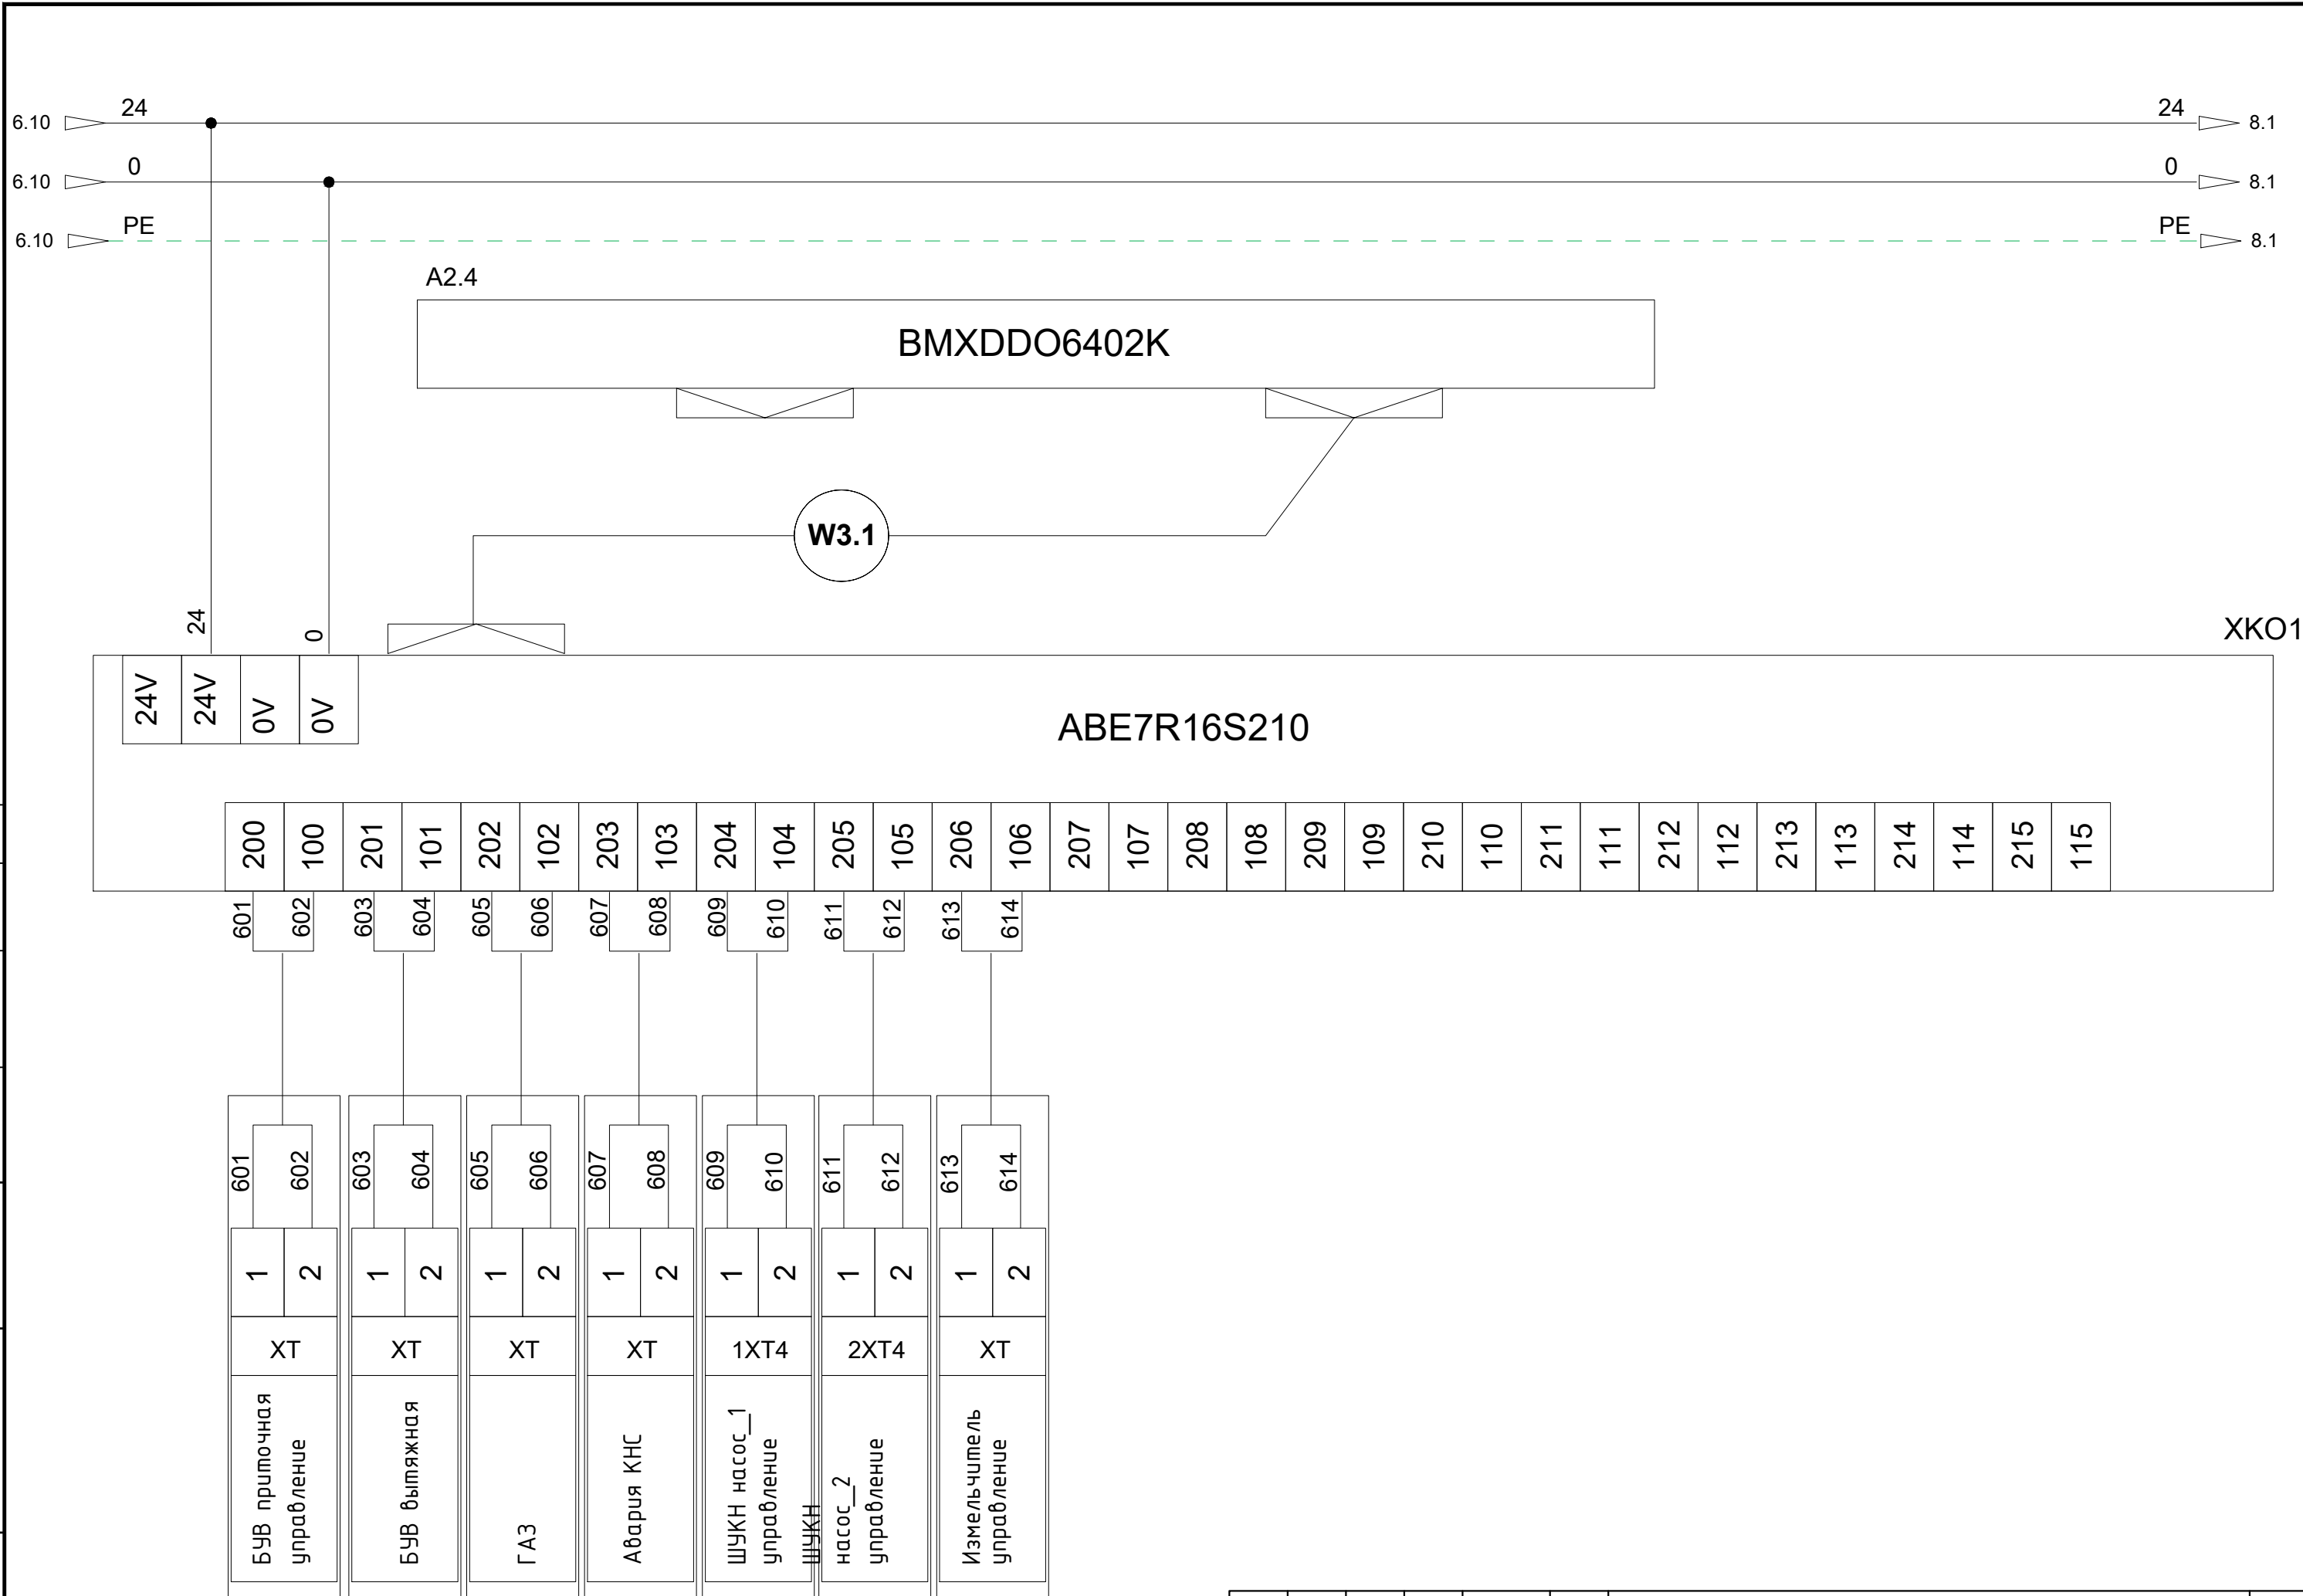 6.10 24 24 8.1
6.10 0 0 8.1
6.10 PE PE 8.1
A2.4
BMXDDO6402K
W3.1
24 0
XKO1
24V 24V 0V 0V
ABE7R16S210
200 100 201 101 202 102 203 103 204 104 205 105 206 106 207 107 208 108 209 109 210 110 211 111 212 112 213 113 214 114 215 115
601 602 603 604 605 606 607 608 609 610 611 612 613 614
601 602 603 604 605 606 607 608 609 610 611 612 613 614
1 2 1 2 1 2 1 2 1 2 1 2 1 2
XT XT XT XT 1XT4 2XT4 XT
БУВ приточная
управление
БУВ вытяжная
ГАЗ
Авария КНС
ШУКН насос_1
управление
ШУКН
насос_2
управление
Измельчитель
управление